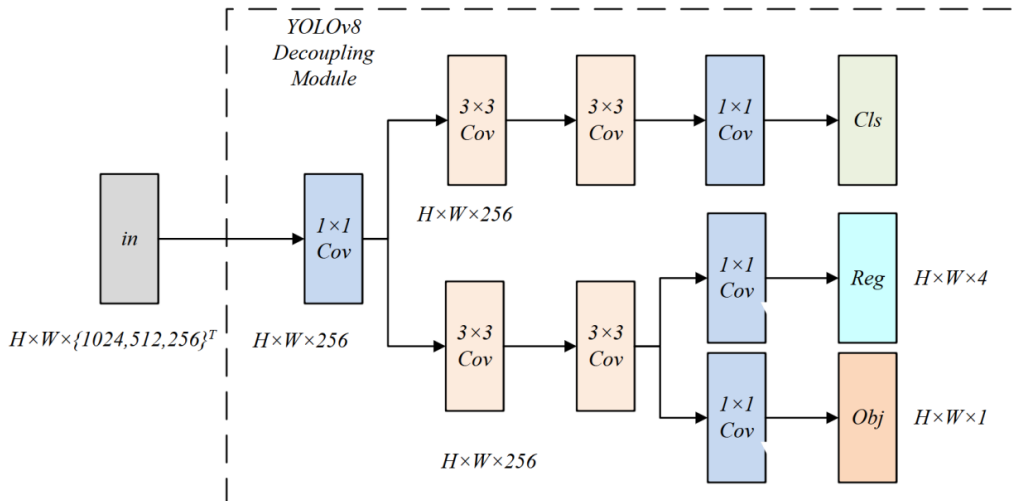 YOLOv8
Decoupling
Module
3×3
Cov
3×3
Cov
1×1
Cov
Cls
H×W×256
in
H×W×{1024,512,256}ᵀ
1×1
Cov
H×W×256
1×1
Cov
Reg
H×W×4
3×3
Cov
3×3
Cov
1×1
Cov
Obj
H×W×1
H×W×256